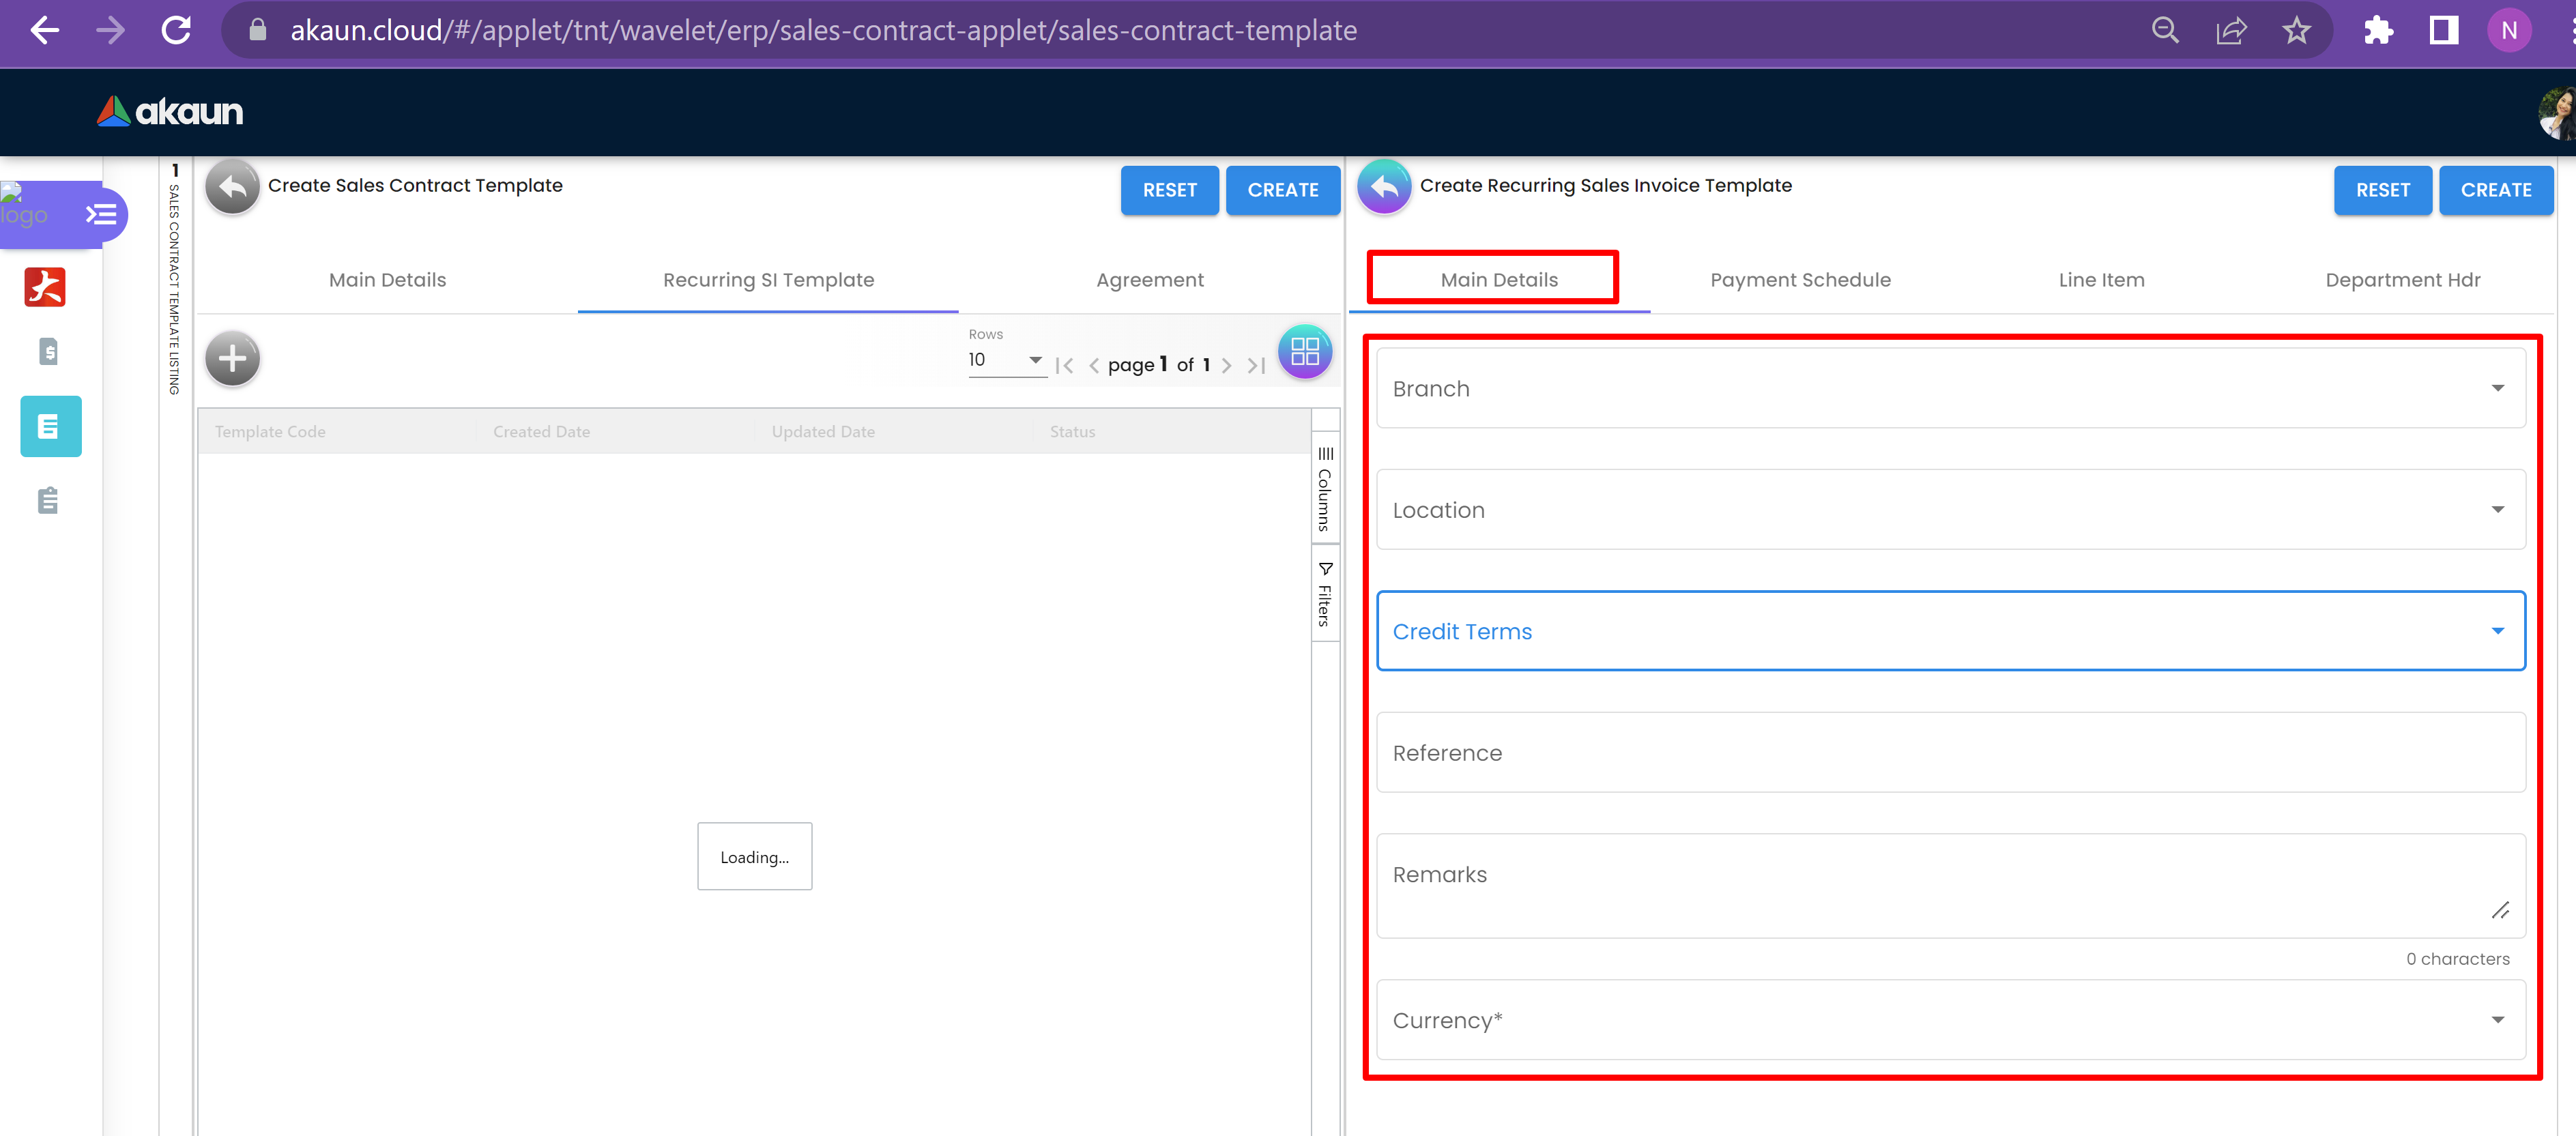 akaun.cloud/#/applet/tnt/wavelet/erp/sales-contract-applet/sales-contract-template
N
akaun
logo
1
SALES CONTRACT TEMPLATE LISTING
Create Sales Contract Template
RESET
CREATE
Main Details
Recurring SI Template
Agreement
Rows
10
page 1 of 1
Template Code
Created Date
Updated Date
Status
Columns
Filters
Loading...
Create Recurring Sales Invoice Template
RESET
CREATE
Main Details
Payment Schedule
Line Item
Department Hdr
Branch
Location
Credit Terms
Reference
Remarks
0 characters
Currency*